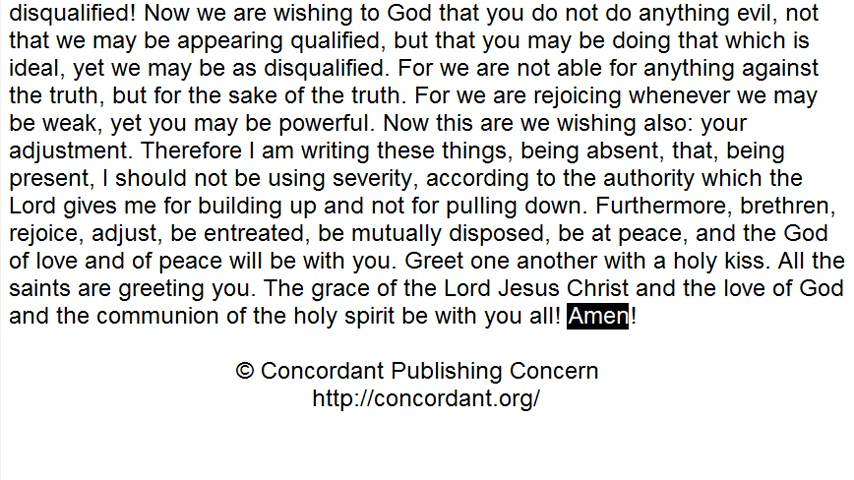 disqualified! Now we are wishing to God that you do not do anything evil, not
that we may be appearing qualified, but that you may be doing that which is
ideal, yet we may be as disqualified. For we are not able for anything against
the truth, but for the sake of the truth. For we are rejoicing whenever we may
be weak, yet you may be powerful. Now this are we wishing also: your
adjustment. Therefore I am writing these things, being absent, that, being
present, I should not be using severity, according to the authority which the
Lord gives me for building up and not for pulling down. Furthermore, brethren,
rejoice, adjust, be entreated, be mutually disposed, be at peace, and the God
of love and of peace will be with you. Greet one another with a holy kiss. All the
saints are greeting you. The grace of the Lord Jesus Christ and the love of God
and the communion of the holy spirit be with you all! Amen!
© Concordant Publishing Concern
http://concordant.org/